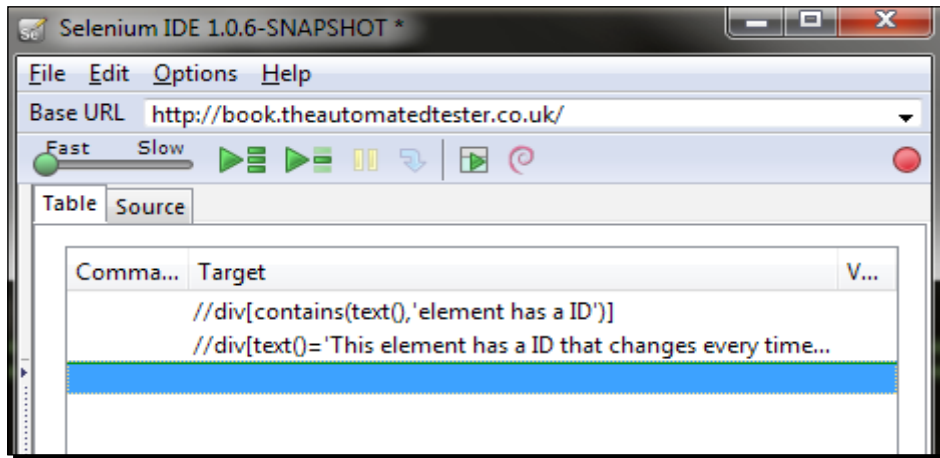 Selenium IDE 1.0.6-SNAPSHOT *
File Edit Options Help
Base URL http://book.theautomatedtester.co.uk/
Fast Slow
Table Source
Comma... Target V...
//div[contains(text(),'element has a ID')]
//div[text()='This element has a ID that changes every time...